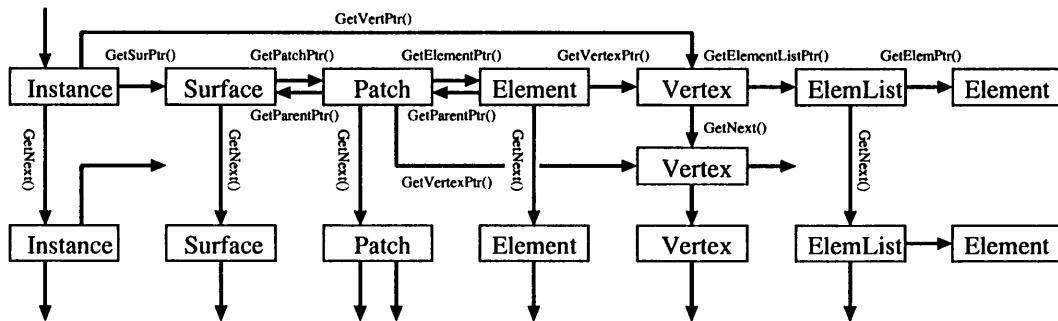 GetVertPtr()
GetSurPtr() GetPatchPtr() GetElementPtr() GetVertexPtr() GetElementListPtr() GetElemPtr()
Instance Surface Patch Element Vertex ElemList Element
GetParentPtr() GetParentPtr()
GetNext() GetNext() GetNext() GetNext() GetNext() GetNext()
Vertex
GetVertexPtr()
Instance Surface Patch Element Vertex ElemList Element